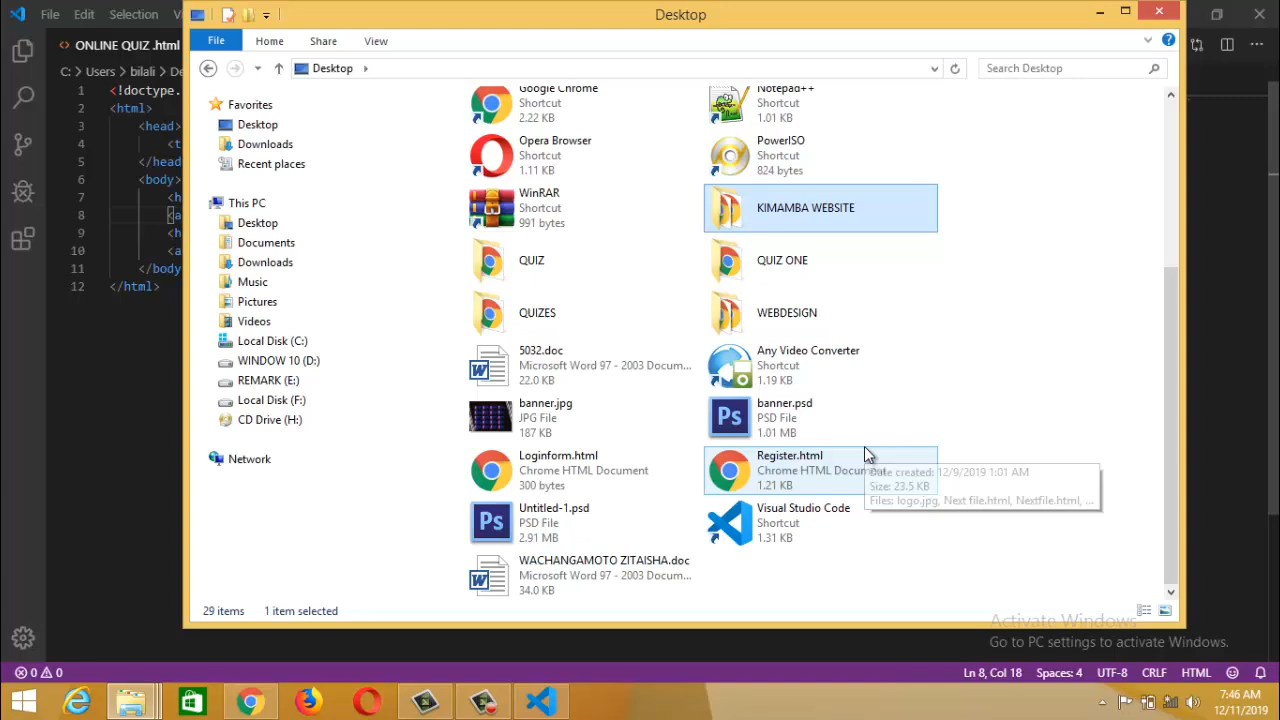 File Edit Selection V
Desktop
File Home Share View
Desktop
Search Desktop
ONLINE QUIZ .html
C: > Users > bilali > De
1 <!doctype.
2 <html>
3 <head>
4 <t
5 </head
6 <body>
7 <h
8 <a
9 <h
10 <a
11 </body
12 </html>
Favorites
Desktop
Downloads
Recent places
This PC
Desktop
Documents
Downloads
Music
Pictures
Videos
Local Disk (C:)
WINDOW 10 (D:)
REMARK (E:)
Local Disk (F:)
CD Drive (H:)
Network
Google Chrome
Shortcut
2.22 KB
Notepad++
Shortcut
1.01 KB
Opera Browser
Shortcut
1.11 KB
PowerISO
Shortcut
824 bytes
WinRAR
Shortcut
991 bytes
KIMAMBA WEBSITE
QUIZ
QUIZ ONE
QUIZES
WEBDESIGN
5032.doc
Microsoft Word 97 - 2003 Docum...
22.0 KB
Any Video Converter
Shortcut
1.19 KB
banner.jpg
JPG File
187 KB
banner.psd
PSD File
1.01 MB
Loginform.html
Chrome HTML Document
300 bytes
Register.html
Chrome HTML Document
1.21 KB
Date created: 12/9/2019 1:01 AM
Size: 23.5 KB
Files: logo.jpg, Next file.html, Nextfile.html, ...
Untitled-1.psd
PSD File
2.91 MB
Visual Studio Code
Shortcut
1.31 KB
WACHANGAMOTO ZITAISHA.doc
Microsoft Word 97 - 2003 Docum...
34.0 KB
29 items 1 item selected
Activate Windows
Go to PC settings to activate Windows.
0 0
Ln 8, Col 18 Spaces: 4 UTF-8 CRLF HTML
7:46 AM
12/11/2019